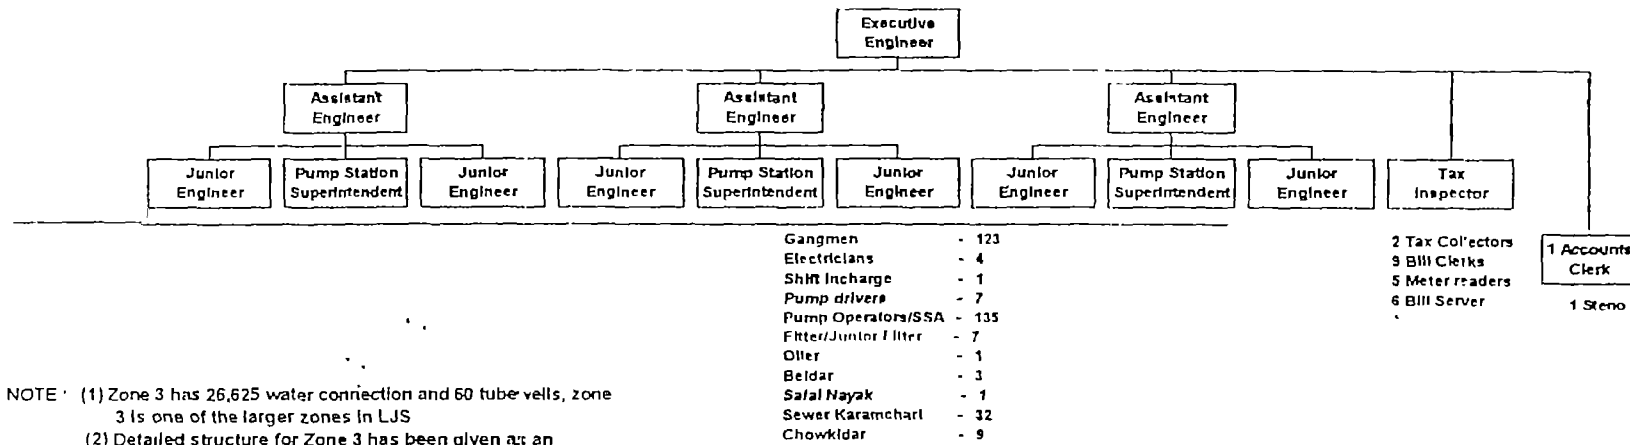 Executive
Engineer
Assistant
Engineer
Assistant
Engineer
Assistant
Engineer
Junior
Engineer
Pump Station
Superintendent
Junior
Engineer
Junior
Engineer
Pump Station
Superintendent
Junior
Engineer
Junior
Engineer
Pump Station
Superintendent
Junior
Engineer
Tax
Inspector
1 Accounts
Clerk
1 Steno
Gangmen - 123
Electricians - 4
Shift Incharge - 1
Pump drivers - 7
Pump Operators/SSA - 135
Fitter/Junior Fitter - 7
Oiler - 1
Beldar - 3
Safai Nayak - 1
Sewer Karamchari - 32
Chowkidar - 9
2 Tax Collectors
9 Bill Clerks
5 Meter readers
6 Bill Server
NOTE : (1) Zone 3 has 26,625 water connection and 60 tube wells, zone
3 is one of the larger zones in LJS
(2) Detailed structure for Zone 3 has been given as an